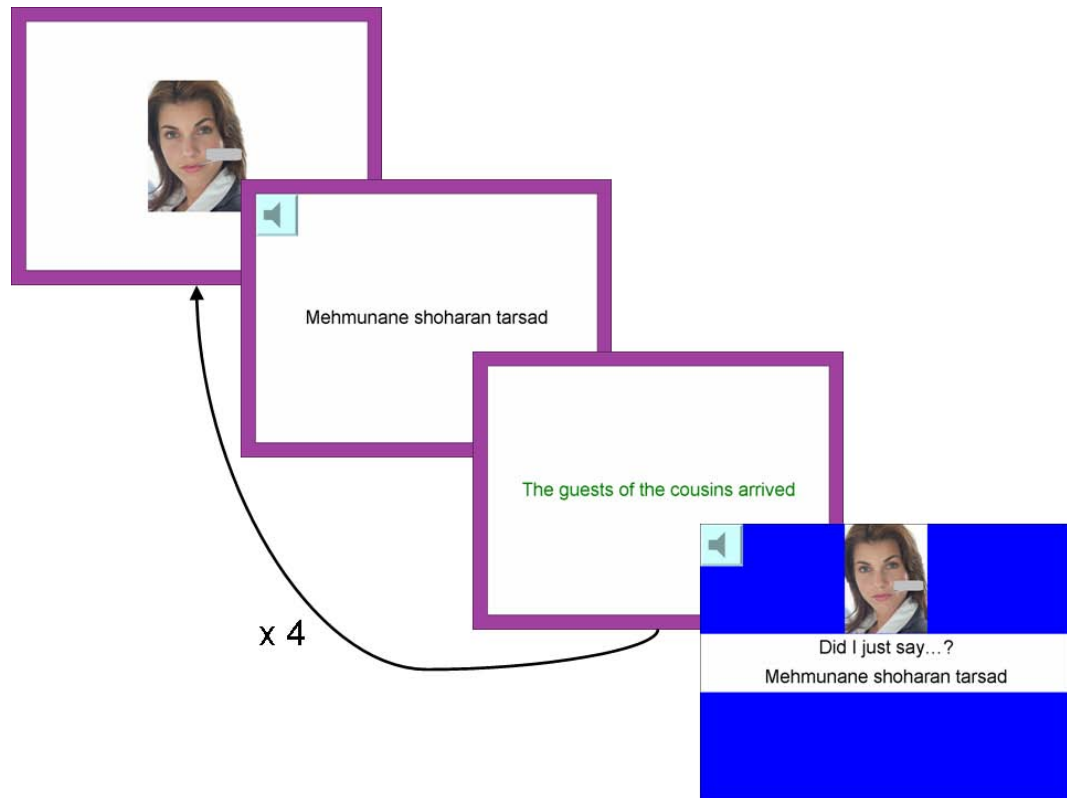 Mehmunane shoharan tarsad
The guests of the cousins arrived
x 4
Did I just say...?
Mehmunane shoharan tarsad